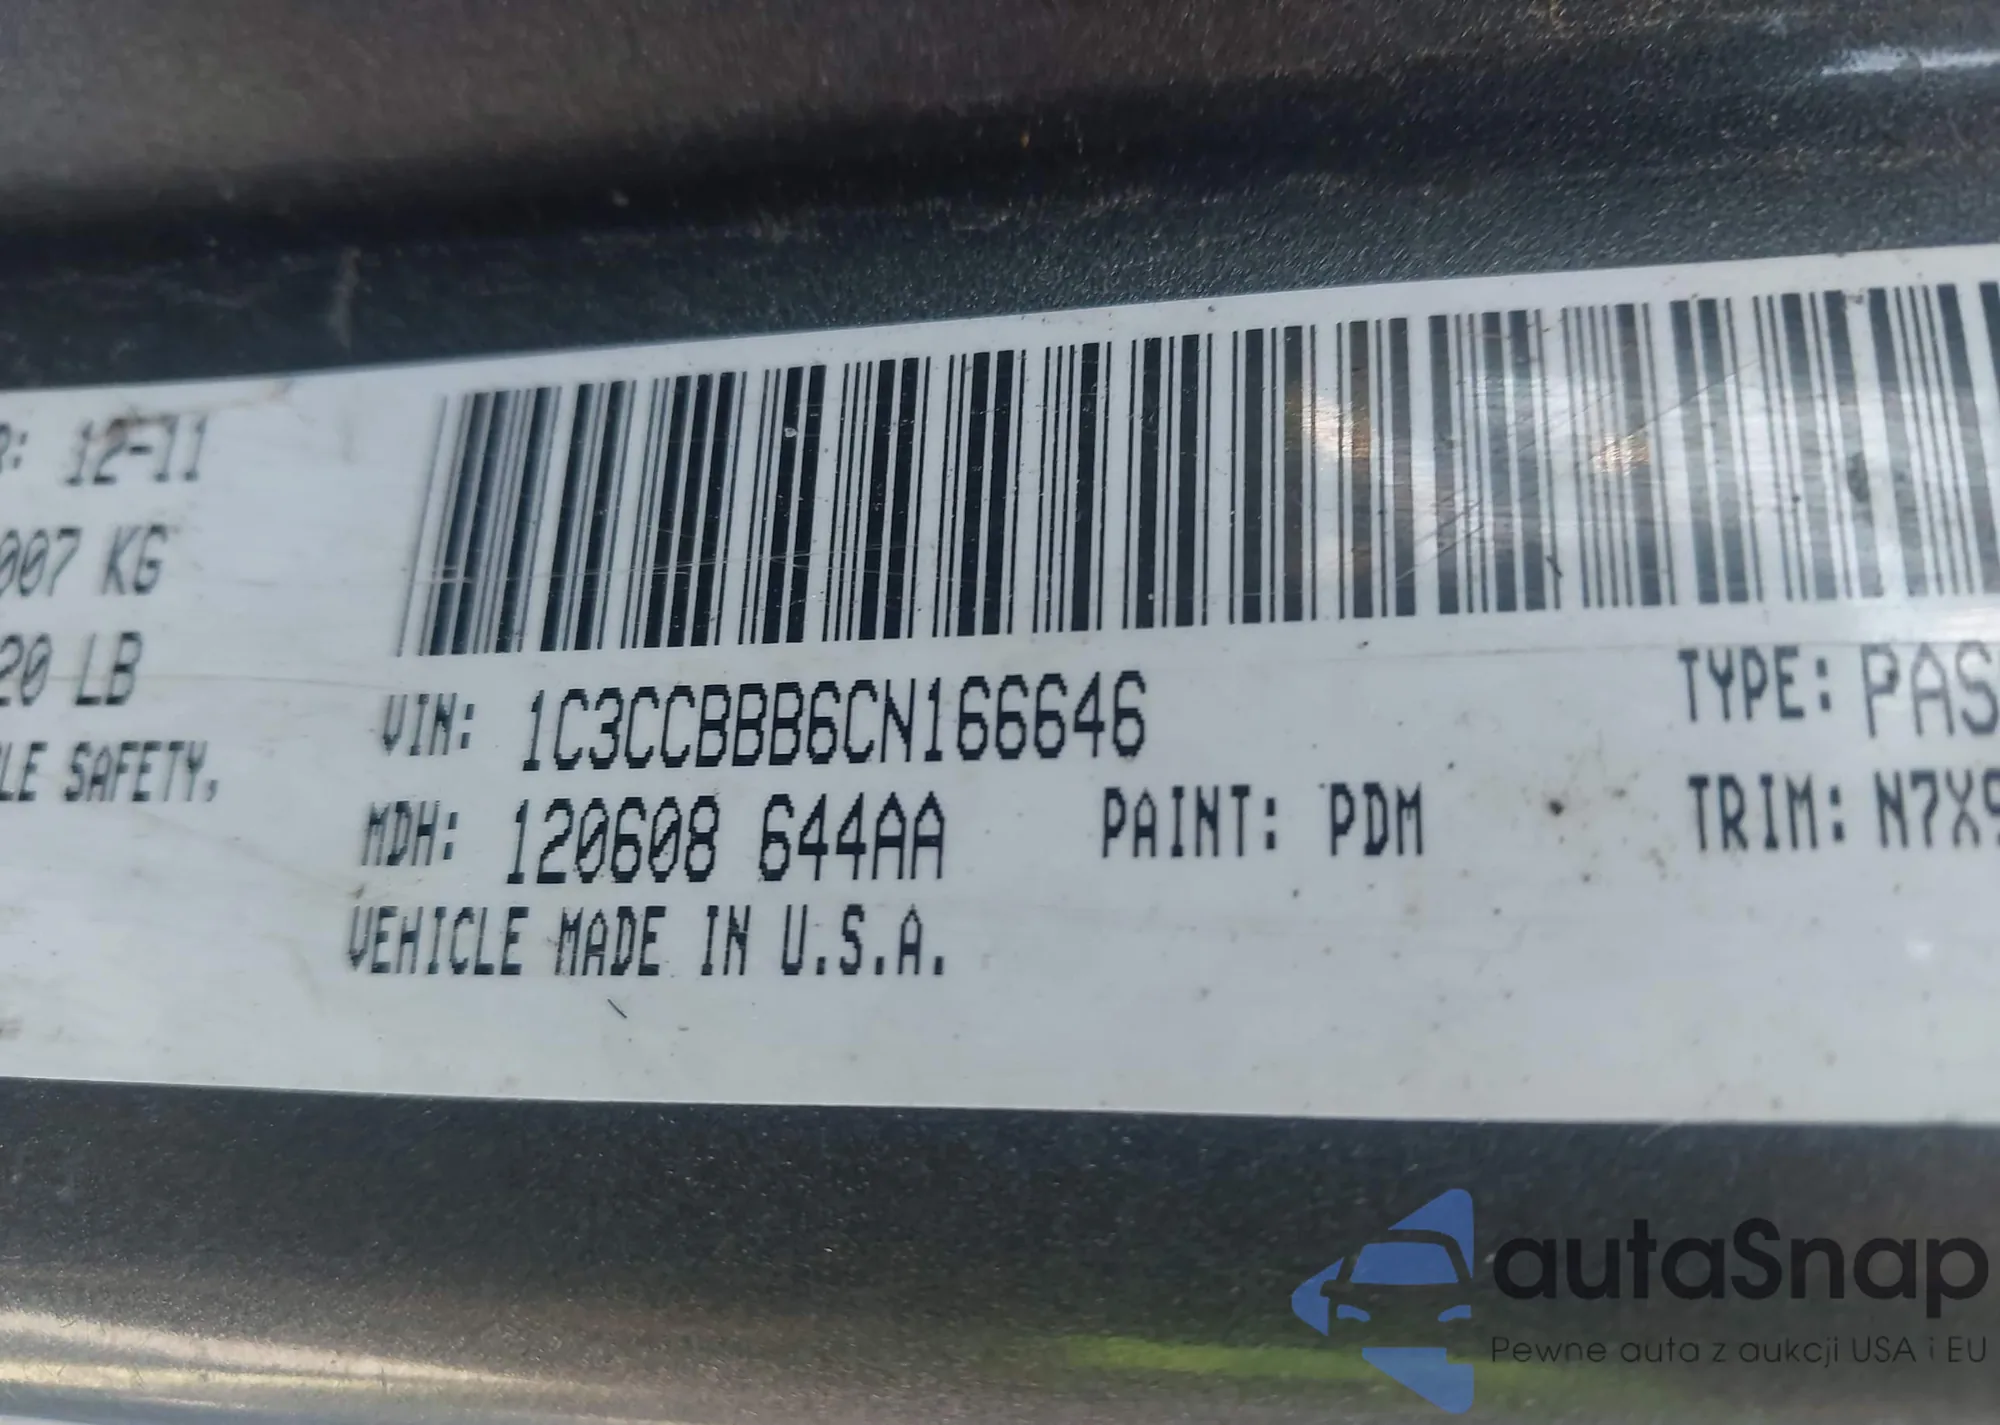 R: 12-11
007 KG
20 LB
LE SAFETY,
VIN: 1C3CCBBB6CN166646
TYPE: PAS
MDH: 120608 644AA
PAINT: PDM
TRIM: N7X9
VEHICLE MADE IN U.S.A.
autaSnap
Pewne auta z aukcji USA i EU